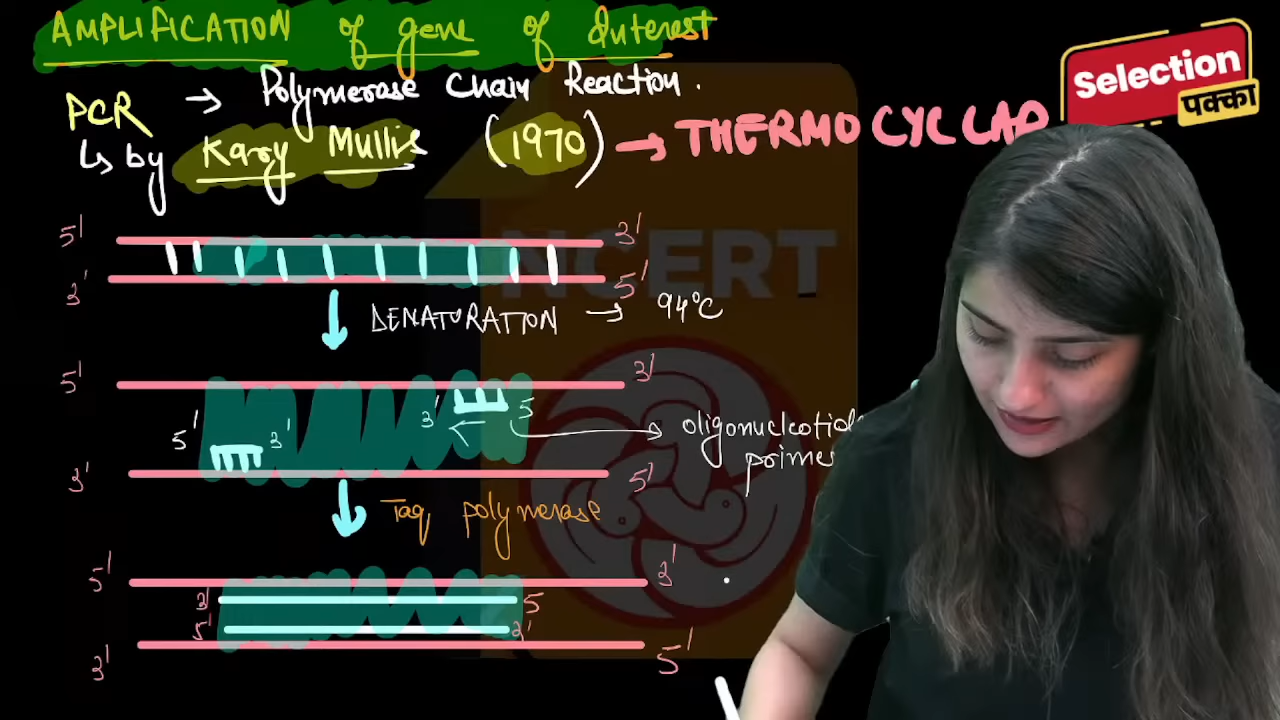 AMPLIFICATION of gene of interest
Selection
पक्का
PCR → Polymerase Chain Reaction.
↳ by Kary Mullis (1970) → THERMOCYCLAR
5' 3'
NCERT
3' 5'
DENATURATION → 94°C
5' 3'
3' 5
5' 3'
oligonucleotide
primer
3' 5'
Taq polymerase
5' 3'
3' 5
5' 3'
3' 5'